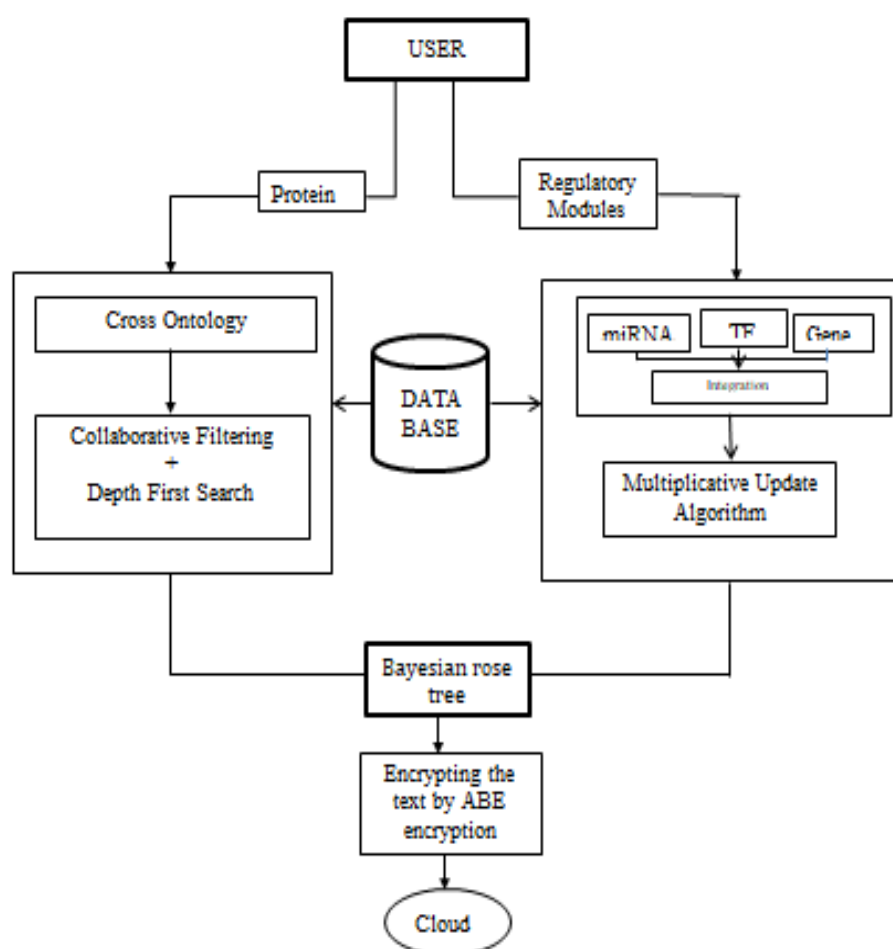 USER
Protein
Regulatory
Modules
Cross Ontology
Collaborative Filtering
+
Depth First Search
DATA
BASE
miRNA
TF
Gene
Integration
Multiplicative Update
Algorithm
Bayesian rose
tree
Encrypting the
text by ABE
encryption
Cloud